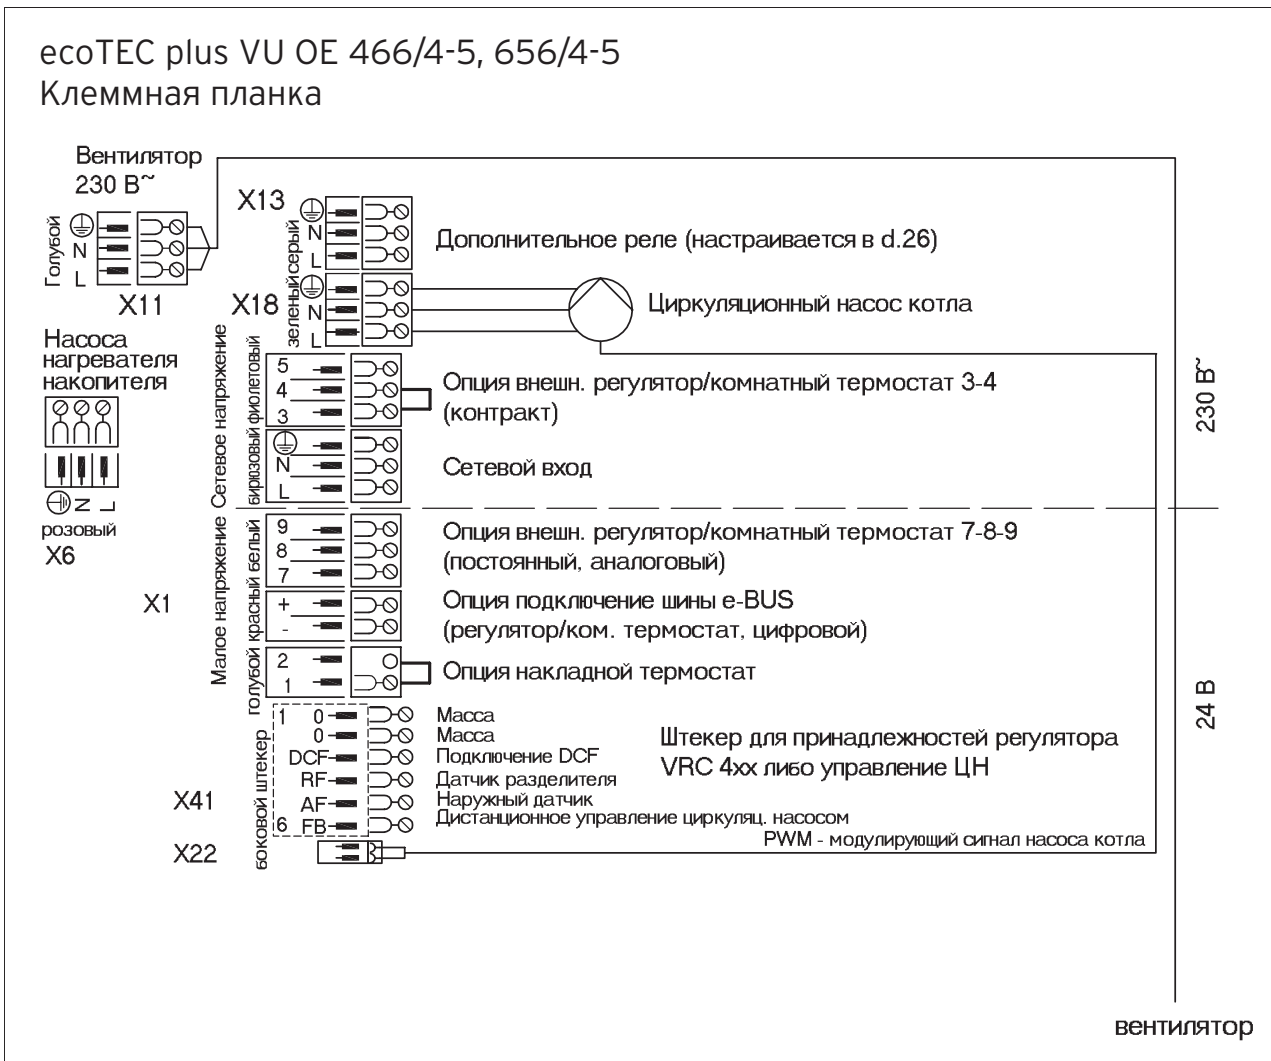 ecoTEC plus VU OE 466/4-5, 656/4-5
Клеммная планка
Вентилятор
230 В~
Голубой
N
L
X11
X13
серый
N
L
Дополнительное реле (настраивается в d.26)
X18
зеленый
N
L
Циркуляционный насос котла
Насоса
нагревателя
накопителя
N
L
розовый
X6
Сетевое напряжение
фиолетовый
5
4
3
Опция внешн. регулятор/комнатный термостат 3-4
(контракт)
бирюзовый
N
L
Сетевой вход
230 В~
X1
Малое напряжение
белый
9
8
7
Опция внешн. регулятор/комнатный термостат 7-8-9
(постоянный, аналоговый)
красный
+
-
Опция подключение шины e-BUS
(регулятор/ком. термостат, цифровой)
голубой
2
1
Опция накладной термостат
24 В
X41
боковой штекер
1 0 Масса
0 Масса
DCF Подключение DCF
RF Датчик разделителя
AF Наружный датчик
6 FB Дистанционное управление циркуляц. насосом
Штекер для принадлежностей регулятора
VRC 4xx либо управление ЦН
X22
PWM - модулирующий сигнал насоса котла
вентилятор